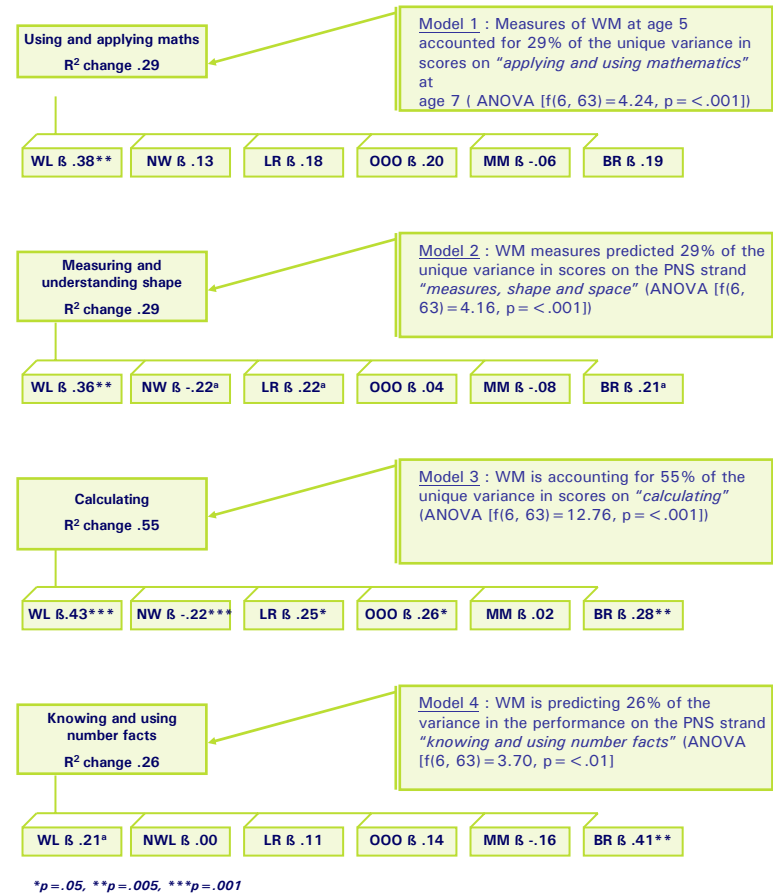 Using and applying maths
R² change .29
Model 1 : Measures of WM at age 5
accounted for 29% of the unique variance in
scores on “applying and using mathematics”
at
age 7 ( ANOVA [f(6, 63)=4.24, p=<.001])
WL ß .38** NW ß .13 LR ß .18 OOO ß .20 MM ß -.06 BR ß .19
Measuring and
understanding shape
R² change .29
Model 2 : WM measures predicted 29% of the
unique variance in scores on the PNS strand
“measures, shape and space” (ANOVA [f(6,
63)=4.16, p=<.001])
WL ß .36** NW ß -.22ª LR ß .22ª OOO ß .04 MM ß -.08 BR ß .21ª
Calculating
R² change .55
Model 3 : WM is accounting for 55% of the
unique variance in scores on “calculating”
(ANOVA [f(6, 63)=12.76, p=<.001])
WL ß.43*** NW ß -.22*** LR ß .25* OOO ß .26* MM ß .02 BR ß .28**
Knowing and using
number facts
R² change .26
Model 4 : WM is predicting 26% of the
variance in the performance on the PNS strand
“knowing and using number facts” (ANOVA
[f(6, 63)=3.70, p=<.01]
WL ß .21ª NWL ß .00 LR ß .11 OOO ß .14 MM ß -.16 BR ß .41**
*p=.05, **p=.005, ***p=.001